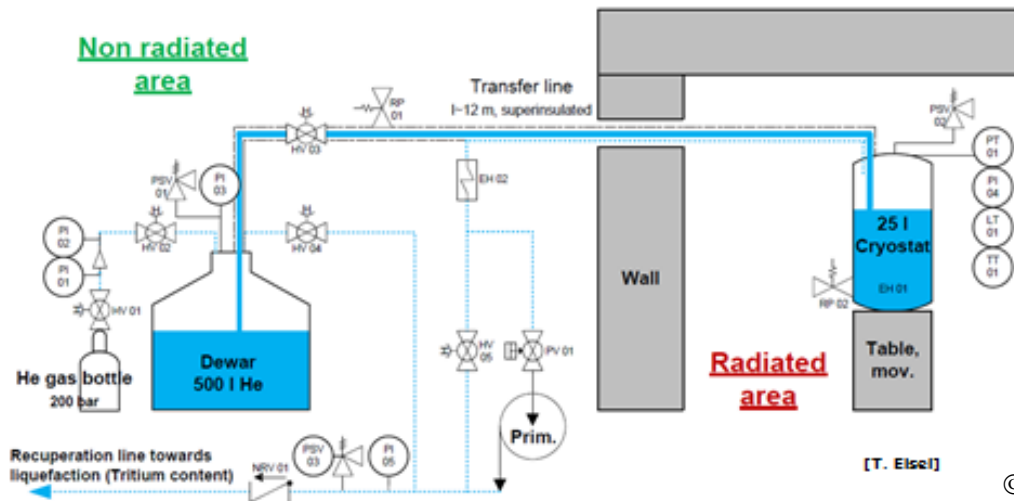 Non radiated
area
Transfer line
l~12 m, superinsulated
RP
01
HV 03
PSV
01
PI
03
EH 02
PSV
02
PT
01
PI
04
LT
01
TT
01
PI
02
PI
01
HV 02
HV 04
HV 01
25 l
Cryostat
EH 01
RP 02
Wall
Dewar
500 l He
He gas bottle
200 bar
HV
05
PV 01
Prim.
Radiated
area
Table,
mov.
Recuperation line towards
liquefaction (Tritium content)
NRV 01
PSV
03
PI
05
[T. Eisel]
©